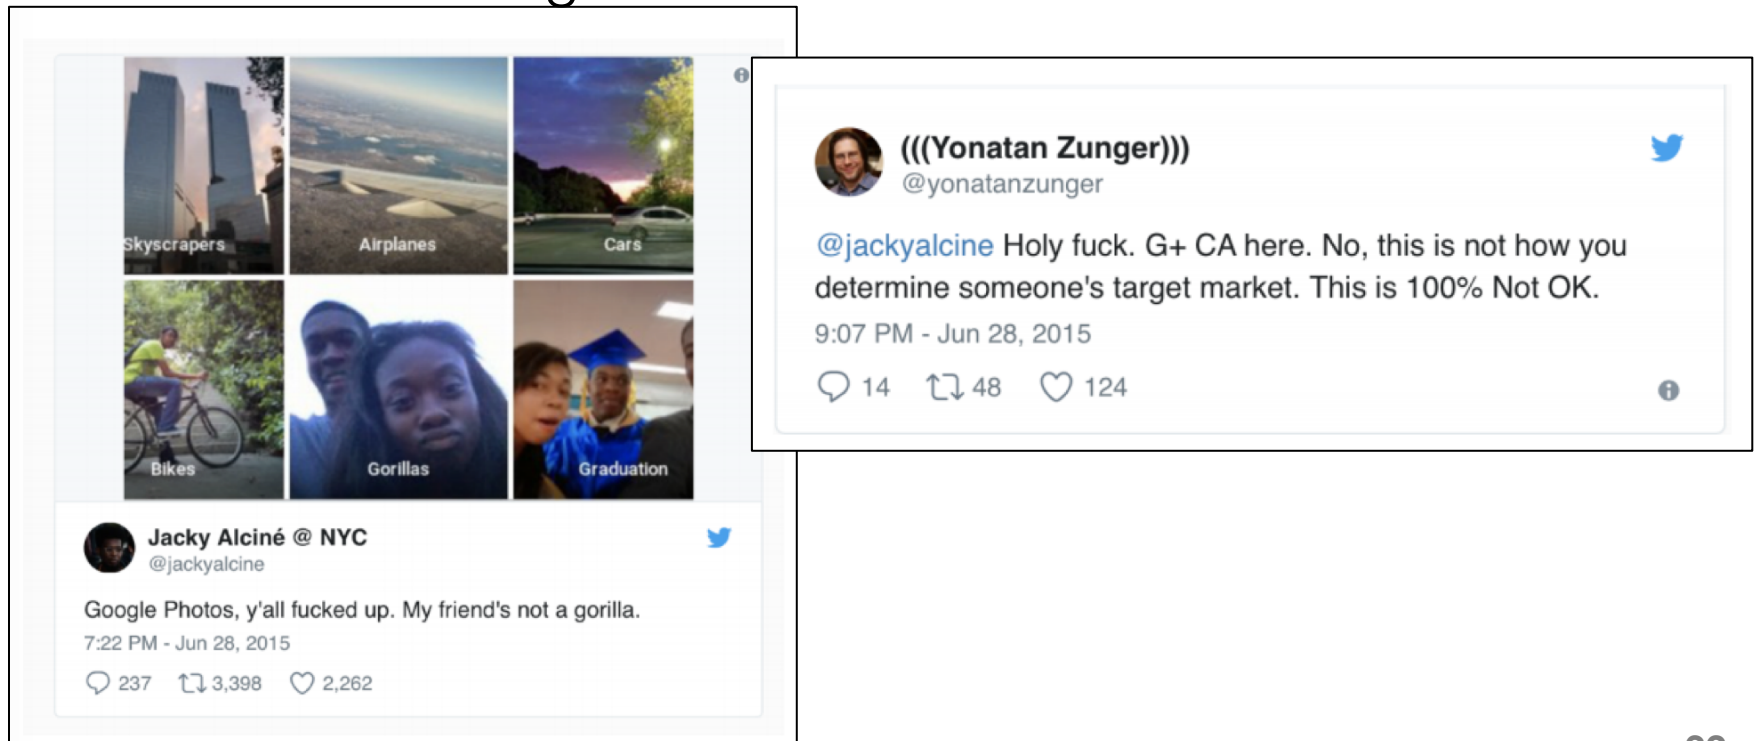 Skyscrapers
Airplanes
Cars
Bikes
Gorillas
Graduation
Jacky Alciné @ NYC
@jackyalcine
Google Photos, y'all fucked up. My friend's not a gorilla.
7:22 PM - Jun 28, 2015
237 3,398 2,262
(((Yonatan Zunger)))
@yonatanzunger
@jackyalcine Holy fuck. G+ CA here. No, this is not how you
determine someone's target market. This is 100% Not OK.
9:07 PM - Jun 28, 2015
14 48 124